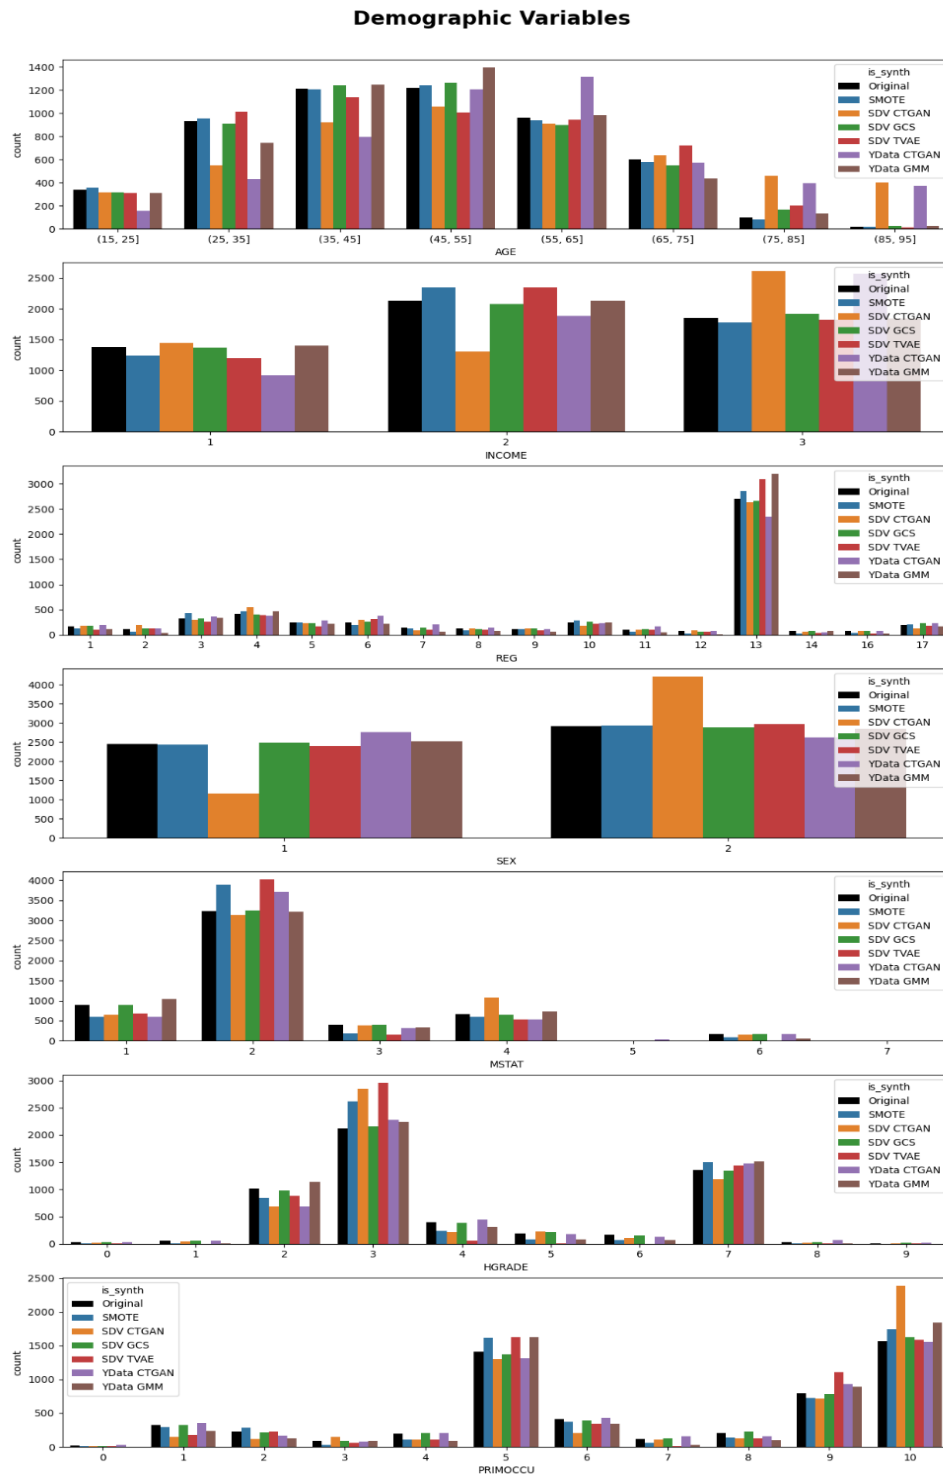 Demographic Variables
1400
1200
1000
800
600
400
200
0
count
(15, 25] (25, 35] (35, 45] (45, 55] (55, 65] (65, 75] (75, 85] (85, 95]
AGE
is_synth
Original
SMOTE
SDV CTGAN
SDV GCS
SDV TVAE
YData CTGAN
YData GMM
2500
2000
1500
1000
500
0
count
1 2 3
INCOME
is_synth
Original
SMOTE
SDV CTGAN
SDV GCS
SDV TVAE
YData CTGAN
YData GMM
3000
2500
2000
1500
1000
500
0
count
1 2 3 4 5 6 7 8 9 10 11 12 13 14 16 17
REG
is_synth
Original
SMOTE
SDV CTGAN
SDV GCS
SDV TVAE
YData CTGAN
YData GMM
4000
3500
3000
2500
2000
1500
1000
500
0
count
1 2
SEX
is_synth
Original
SMOTE
SDV CTGAN
SDV GCS
SDV TVAE
YData CTGAN
YData GMM
4000
3500
3000
2500
2000
1500
1000
500
0
count
1 2 3 4 5 6 7
MSTAT
is_synth
Original
SMOTE
SDV CTGAN
SDV GCS
SDV TVAE
YData CTGAN
YData GMM
3000
2500
2000
1500
1000
500
0
count
0 1 2 3 4 5 6 7 8 9
HGRADE
is_synth
Original
SMOTE
SDV CTGAN
SDV GCS
SDV TVAE
YData CTGAN
YData GMM
2500
2000
1500
1000
500
0
count
0 1 2 3 4 5 6 7 8 9 10
PRIMOCCU
is_synth
Original
SMOTE
SDV CTGAN
SDV GCS
SDV TVAE
YData CTGAN
YData GMM